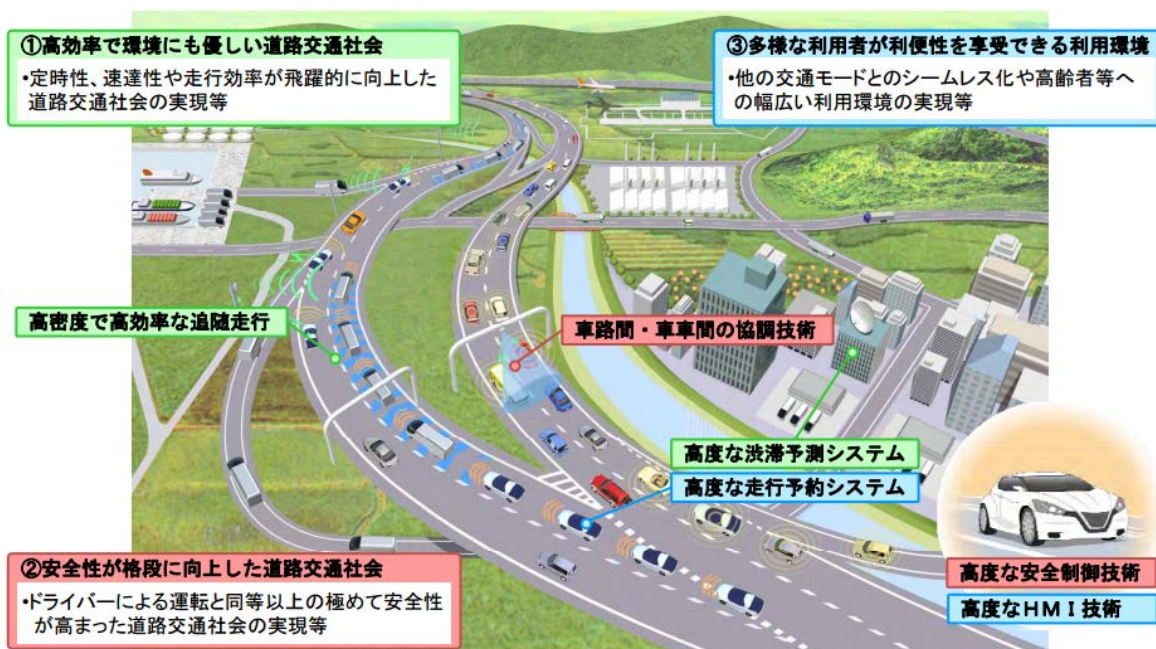 ①高効率で環境にも優しい道路交通社会
・定時性、速達性や走行効率が飛躍的に向上した
道路交通社会の実現等
③多様な利用者が利便性を享受できる利用環境
・他の交通モードとのシームレス化や高齢者等へ
の幅広い利用環境の実現等
高密度で高効率な追随走行
車路間・車車間の協調技術
高度な渋滞予測システム
高度な走行予約システム
②安全性が格段に向上した道路交通社会
・ドライバーによる運転と同等以上の極めて安全性
が高まった道路交通社会の実現等
高度な安全制御技術
高度なHMI技術